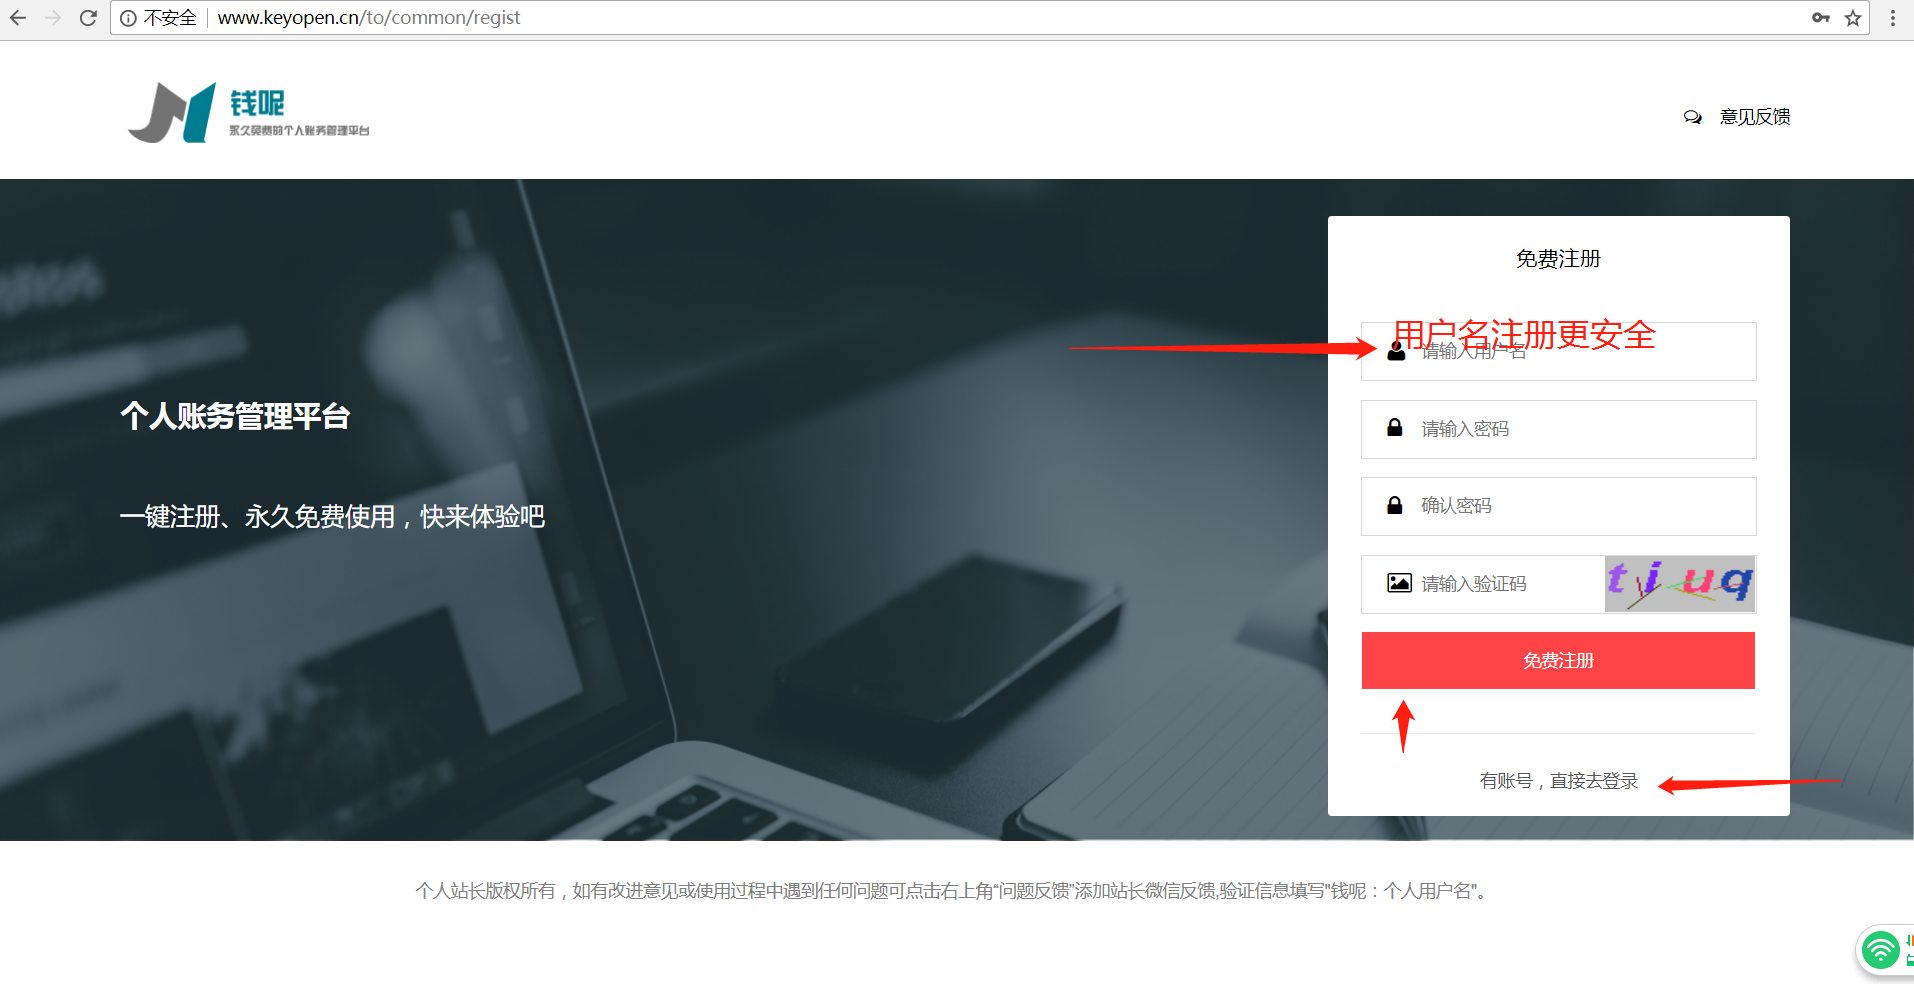 不安全 www.keyopen.cn/to/common/regist
钱呢
永久免费的个人账务管理平台
意见反馈
免费注册
用户名注册更安全
请输入用户名
请输入密码
个人账务管理平台
确认密码
一键注册、永久免费使用，快来体验吧
请输入验证码 tiuq
免费注册
有账号，直接去登录
个人站长版权所有，如有改进意见或使用过程中遇到任何问题可点击右上角“问题反馈”添加站长微信反馈,验证信息填写"钱呢：个人用户名"。